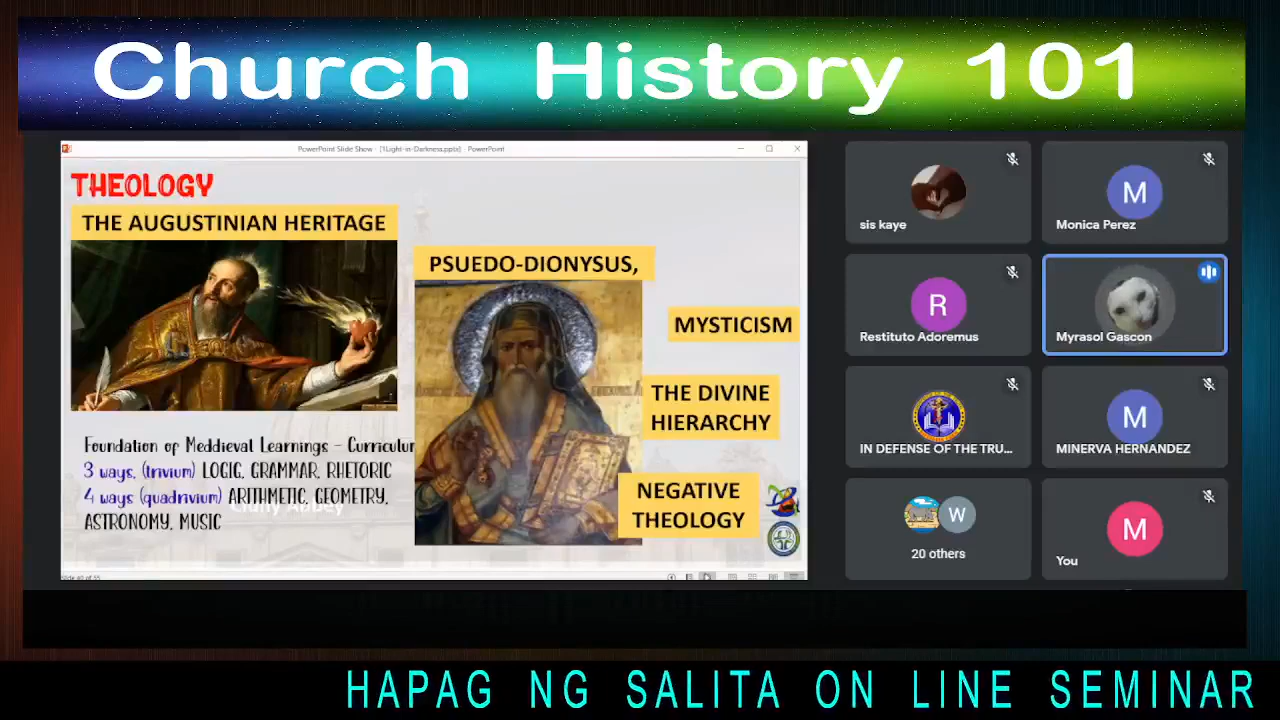 Church History 101
PowerPoint Slide Show - [1Light-in-Darkness.pptx] - PowerPoint
THEOLOGY
THE AUGUSTINIAN HERITAGE
PSUEDO-DIONYSUS,
MYSTICISM
THE DIVINE
HIERARCHY
NEGATIVE
THEOLOGY
Foundation of Meddieval Learnings - Curriculum
3 ways, (trivium) LOGIC, GRAMMAR, RHETORIC
4 ways (quadrivium) ARITHMETIC, GEOMETRY,
ASTRONOMY, MUSIC
Cluny Abbey
sis kaye
M
Monica Perez
R
Restituto Adoremus
Myrasol Gascon
IN DEFENSE OF THE TRU...
M
MINERVA HERNANDEZ
W
20 others
M
You
HAPAG NG SALITA ON LINE SEMINAR